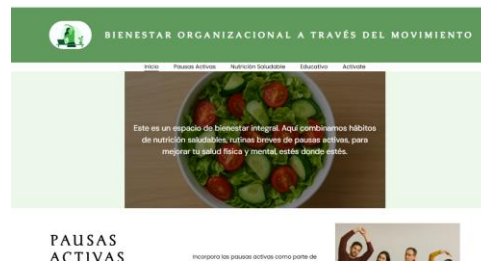 BIENESTAR ORGANIZACIONAL A TRAVÉS DEL MOVIMIENTO
Inicio Pausas Activas Nutrición Saludable Educativo Activate
Este es un espacio de bienestar integral. Aquí combinamos hábitos
de nutrición saludables, rutinas breves de pausas activas, para
mejorar tu salud física y mental, estés donde estés.
PAUSAS
ACTIVAS
Incorpora las pausas activas como parte de